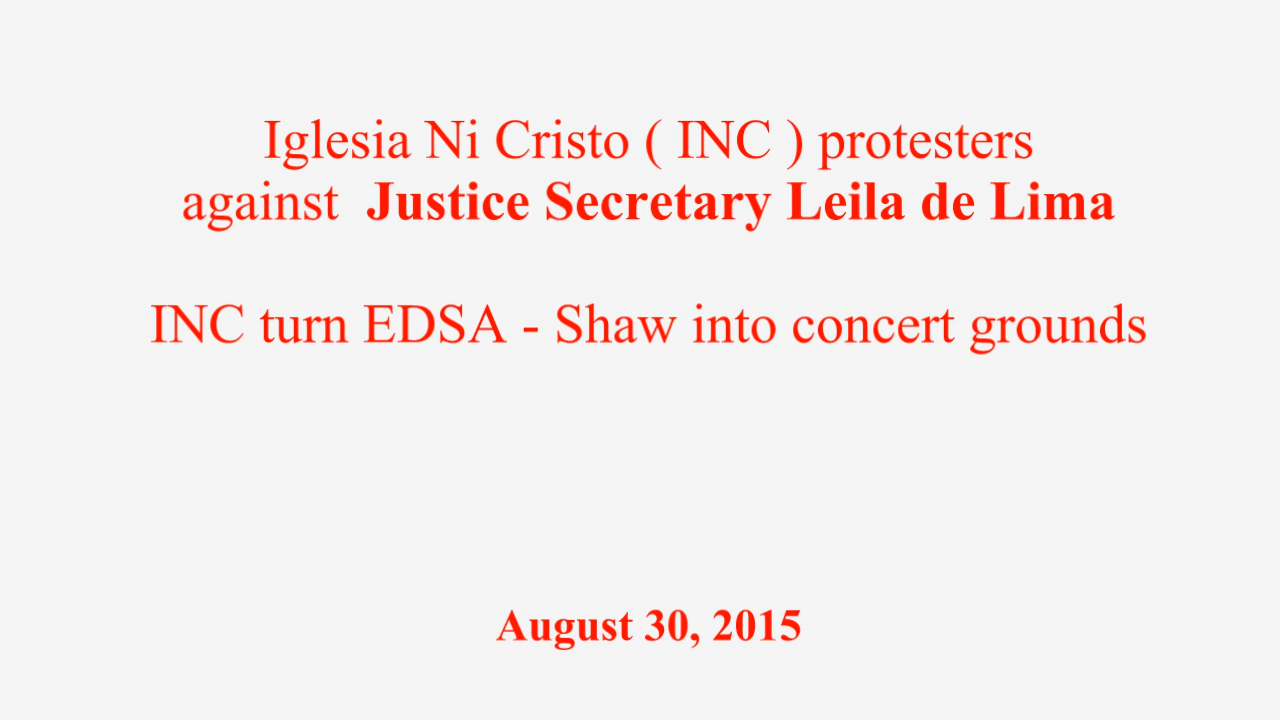 Iglesia Ni Cristo ( INC ) protesters
against  Justice Secretary Leila de Lima
INC turn EDSA - Shaw into concert grounds
August 30, 2015